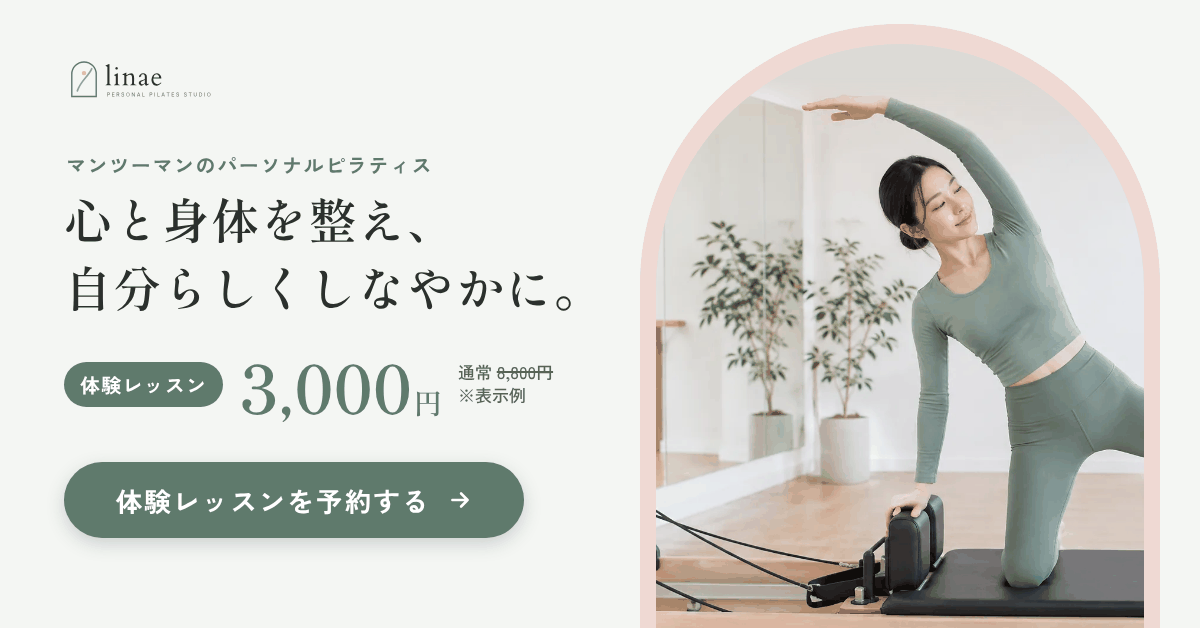 linae
PERSONAL PILATES STUDIO
マンツーマンのパーソナルピラティス
心と身体を整え、
自分らしくしなやかに。
体験レッスン 3,000円
通常 8,800円
※表示例
体験レッスンを予約する →